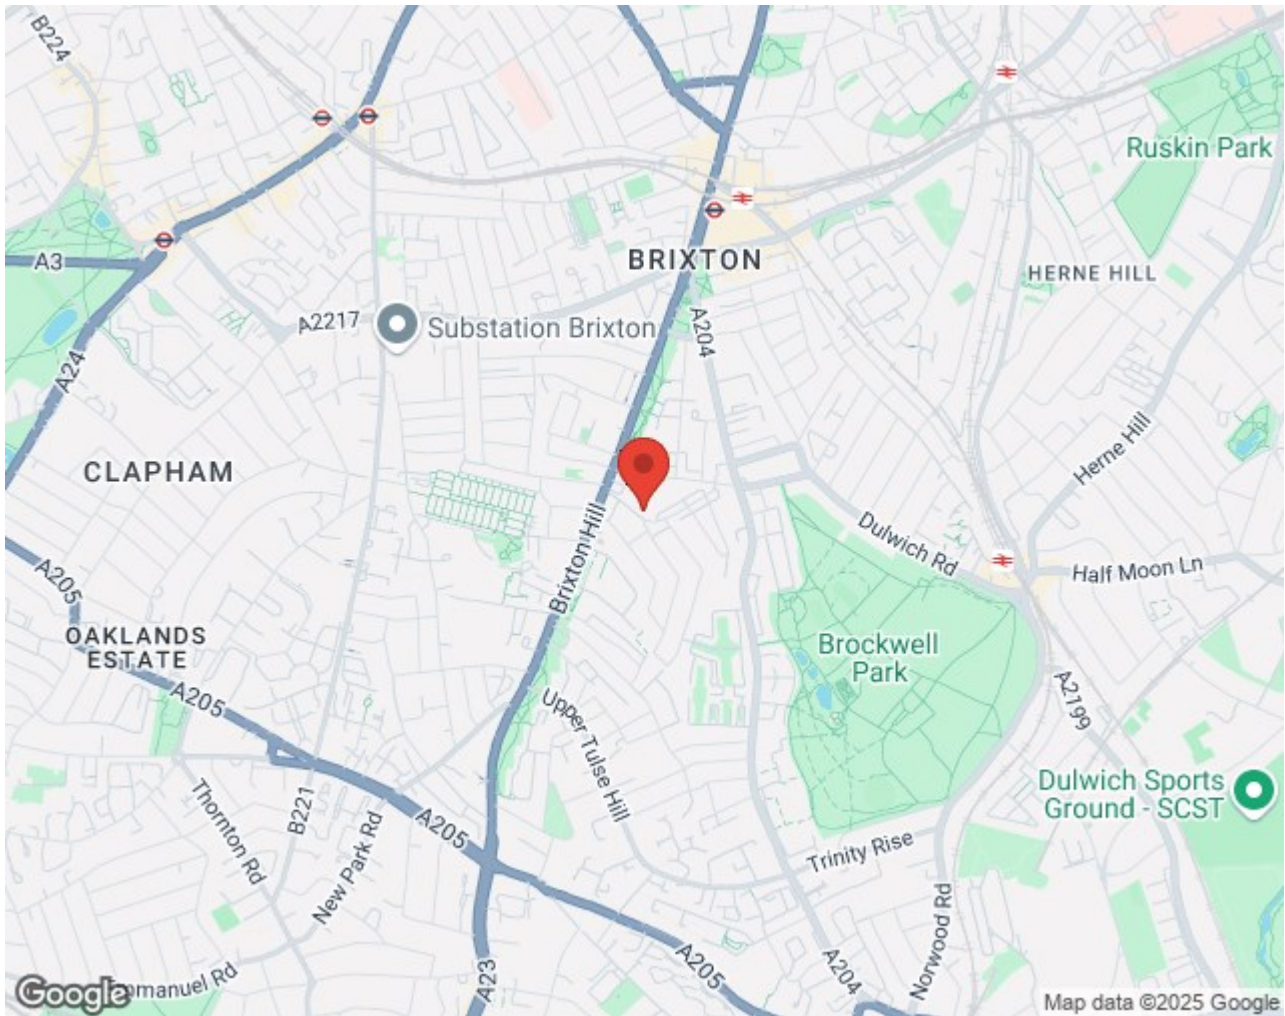 B224
Ruskin Park
A3
BRIXTON
HERNE HILL
A2217
Substation Brixton
A204
A24
Herne Hill
CLAPHAM
Brixton Hill
Dulwich Rd
Half Moon Ln
A205
OAKLANDS
ESTATE
Brockwell
Park
A205
A2199
Upper Tulse Hill
Dulwich Sports
Ground - SCST
Thornton Rd
B221
New Park Rd
A205
Trinity Rise
Norwood Rd
A23
A205
A204
manuel Rd
Google
Map data ©2025 Google